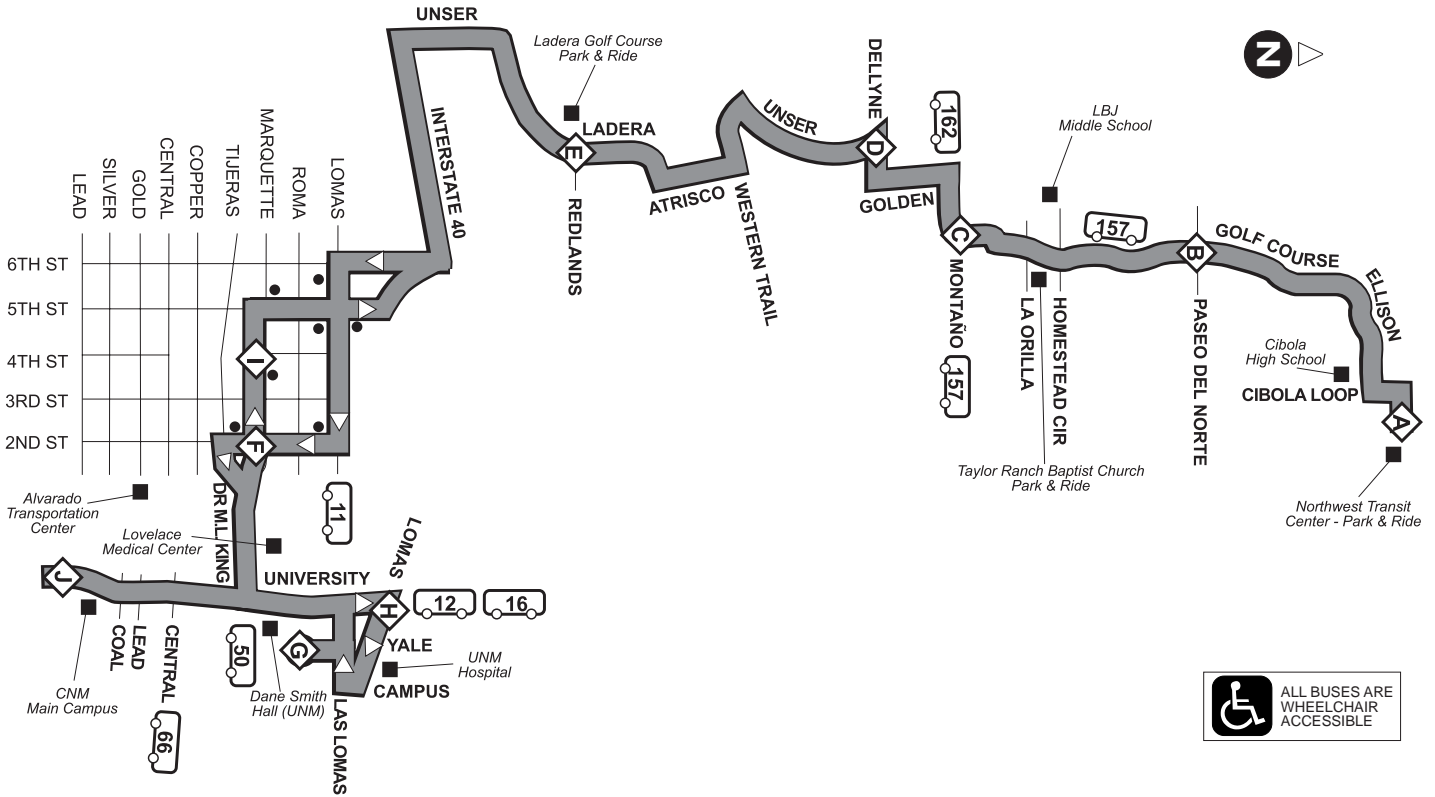 UNSER
Ladera Golf Course
Park & Ride
N
DELLYNE
162
LBJ
Middle School
INTERSTATE 40
E
LADERA
UNSER
D
LEAD
SILVER
GOLD
CENTRAL
COPPER
TIJERAS
MARQUETTE
ROMA
LOMAS
ATRISCO
GOLDEN
REDLANDS
WESTERN TRAIL
C
157
B
GOLF COURSE
ELLISON
6TH ST
5TH ST
4TH ST
3RD ST
2ND ST
I
F
MONTAÑO
157
LA ORILLA
HOMESTEAD CIR
PASEO DEL NORTE
Cibola
High School
CIBOLA LOOP
A
Taylor Ranch Baptist Church
Park & Ride
Northwest Transit
Center - Park & Ride
Alvarado
Transportation
Center
DR M.L. KING
11
Lovelace
Medical Center
LOMAS
J
UNIVERSITY
H
12
16
COAL
LEAD
CENTRAL
50
G
YALE
UNM
Hospital
CAMPUS
CNM
Main Campus
Dane Smith
Hall (UNM)
LAS LOMAS
66
ALL BUSES ARE
WHEELCHAIR
ACCESSIBLE